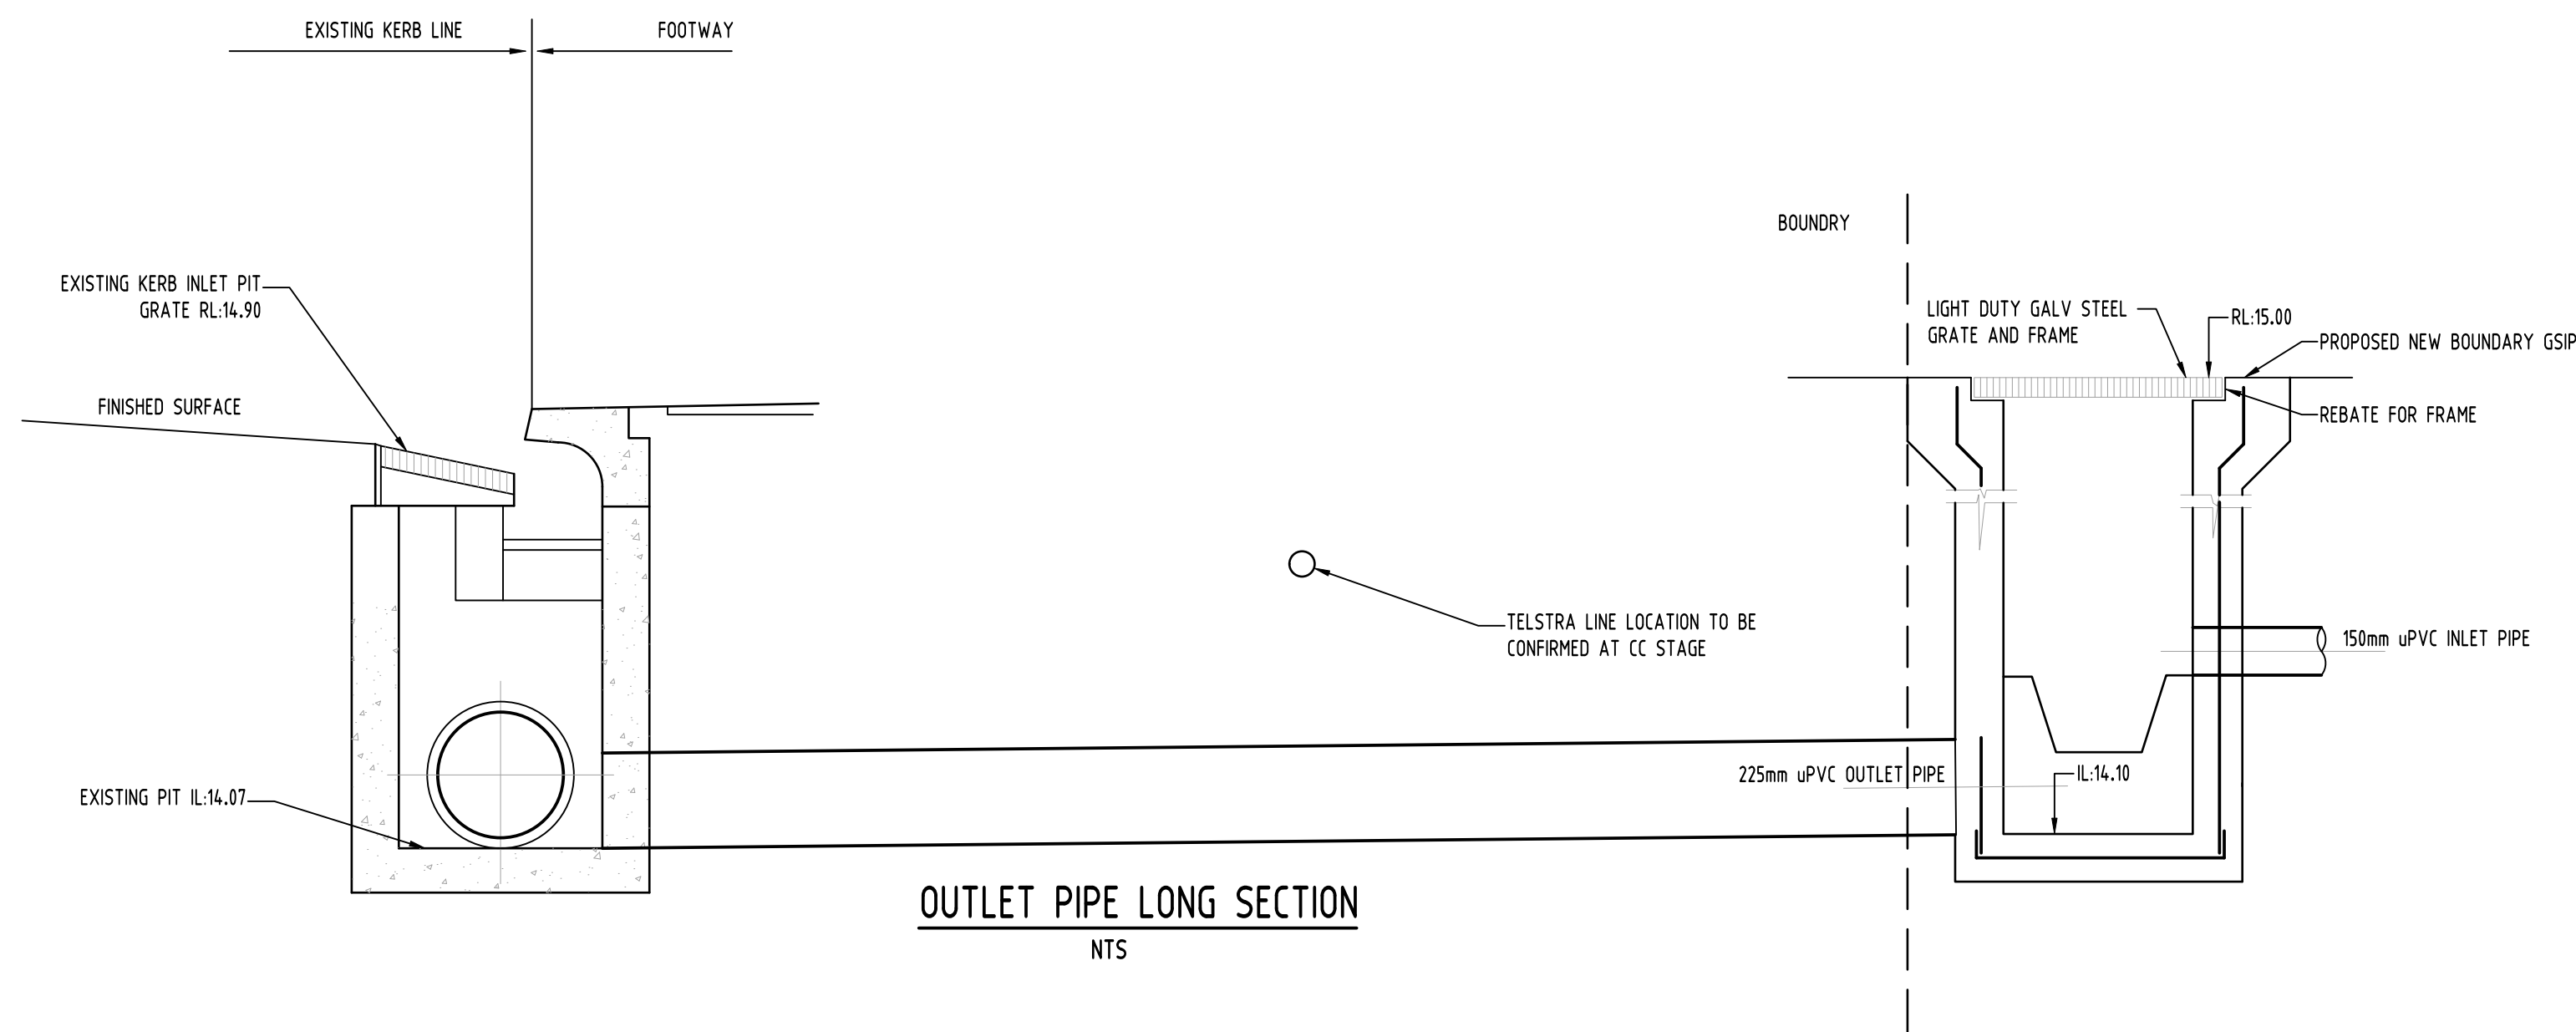 EXISTING KERB LINE
FOOTWAY
BOUNDRY
EXISTING KERB INLET PIT
GRATE RL:14.90
LIGHT DUTY GALV STEEL
GRATE AND FRAME
RL:15.00
PROPOSED NEW BOUNDARY GSIP
FINISHED SURFACE
REBATE FOR FRAME
TELSTRA LINE LOCATION TO BE
CONFIRMED AT CC STAGE
150mm uPVC INLET PIPE
225mm uPVC OUTLET PIPE
IL:14.10
EXISTING PIT IL:14.07
OUTLET PIPE LONG SECTION
NTS